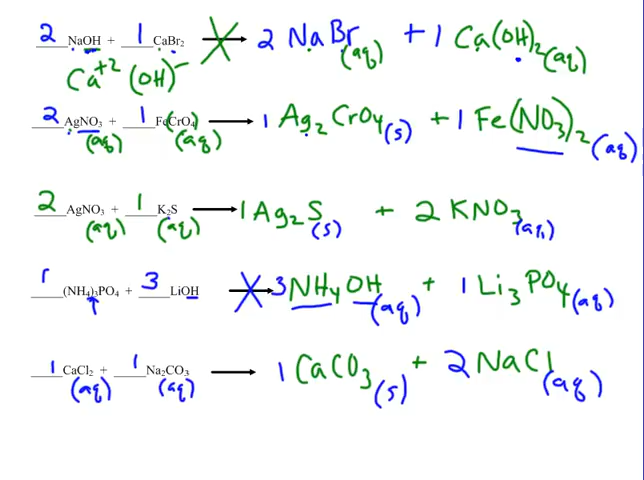 2 NaOH + 1 CaBr₂ → 2 NaBr (aq) + 1 Ca(OH)₂ (aq)
Ca⁺² (OH)⁻
2 AgNO₃ (aq) + 1 FeCrO₄ (aq) → 1 Ag₂CrO₄ (s) + 1 Fe(NO₃)₂ (aq)
2 AgNO₃ (aq) + 1 K₂S (aq) → 1 Ag₂S (s) + 2 KNO₃ (aq)
1 (NH₄)₃PO₄ + 3 LiOH → 3 NH₄OH (aq) + 1 Li₃PO₄ (aq)
1 CaCl₂ (aq) + 1 Na₂CO₃ (aq) → 1 CaCO₃ (s) + 2 NaCl (aq)